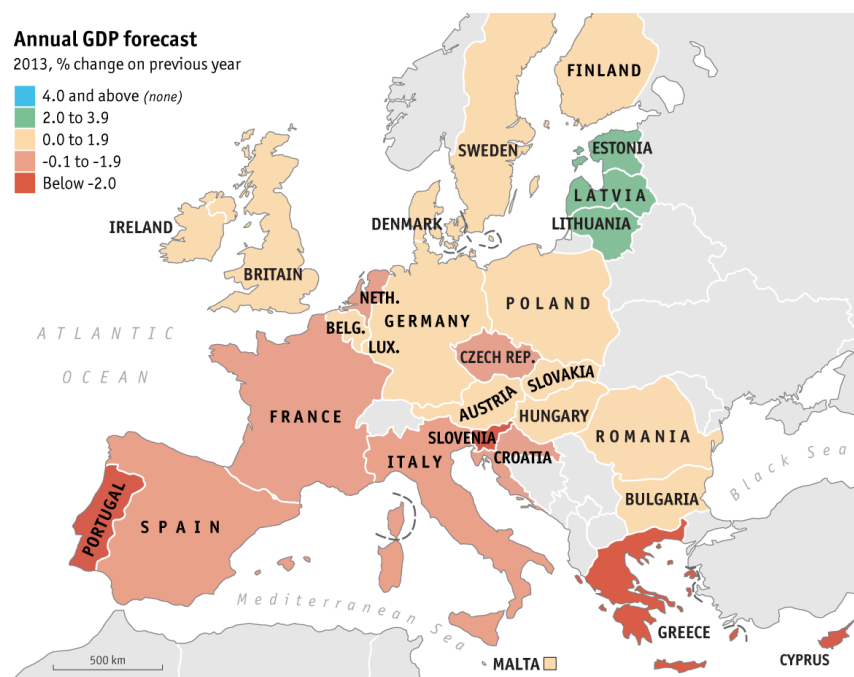 Annual GDP forecast
2013, % change on previous year
4.0 and above (none)
2.0 to 3.9
0.0 to 1.9
-0.1 to -1.9
Below -2.0
FINLAND
SWEDEN
ESTONIA
LATVIA
LITHUANIA
IRELAND
DENMARK
BRITAIN
NETH.
POLAND
GERMANY
BELG.
ATLANTIC
OCEAN
LUX.
CZECH REP.
SLOVAKIA
AUSTRIA
FRANCE
HUNGARY
ROMANIA
SLOVENIA
CROATIA
ITALY
Black Sea
BULGARIA
PORTUGAL
SPAIN
Mediterranean Sea
GREECE
CYPRUS
MALTA
500 km